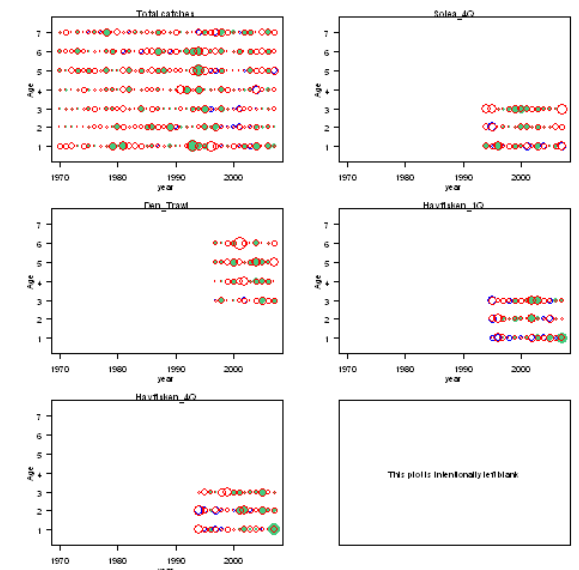 Total catches
Solea_4Q
7
6
5
4
3
2
1
Age
1970 1980 1990 2000
year
7
6
5
4
3
2
1
Age
1970 1980 1990 2000
year
Den_Trawl
Havfisken_1Q
7
6
5
4
3
2
1
Age
1970 1980 1990 2000
year
7
6
5
4
3
2
1
Age
1970 1980 1990 2000
year
Havfisken_4Q
7
6
5
4
3
2
1
Age
1970 1980 1990 2000
year
This plot is intentionally left blank